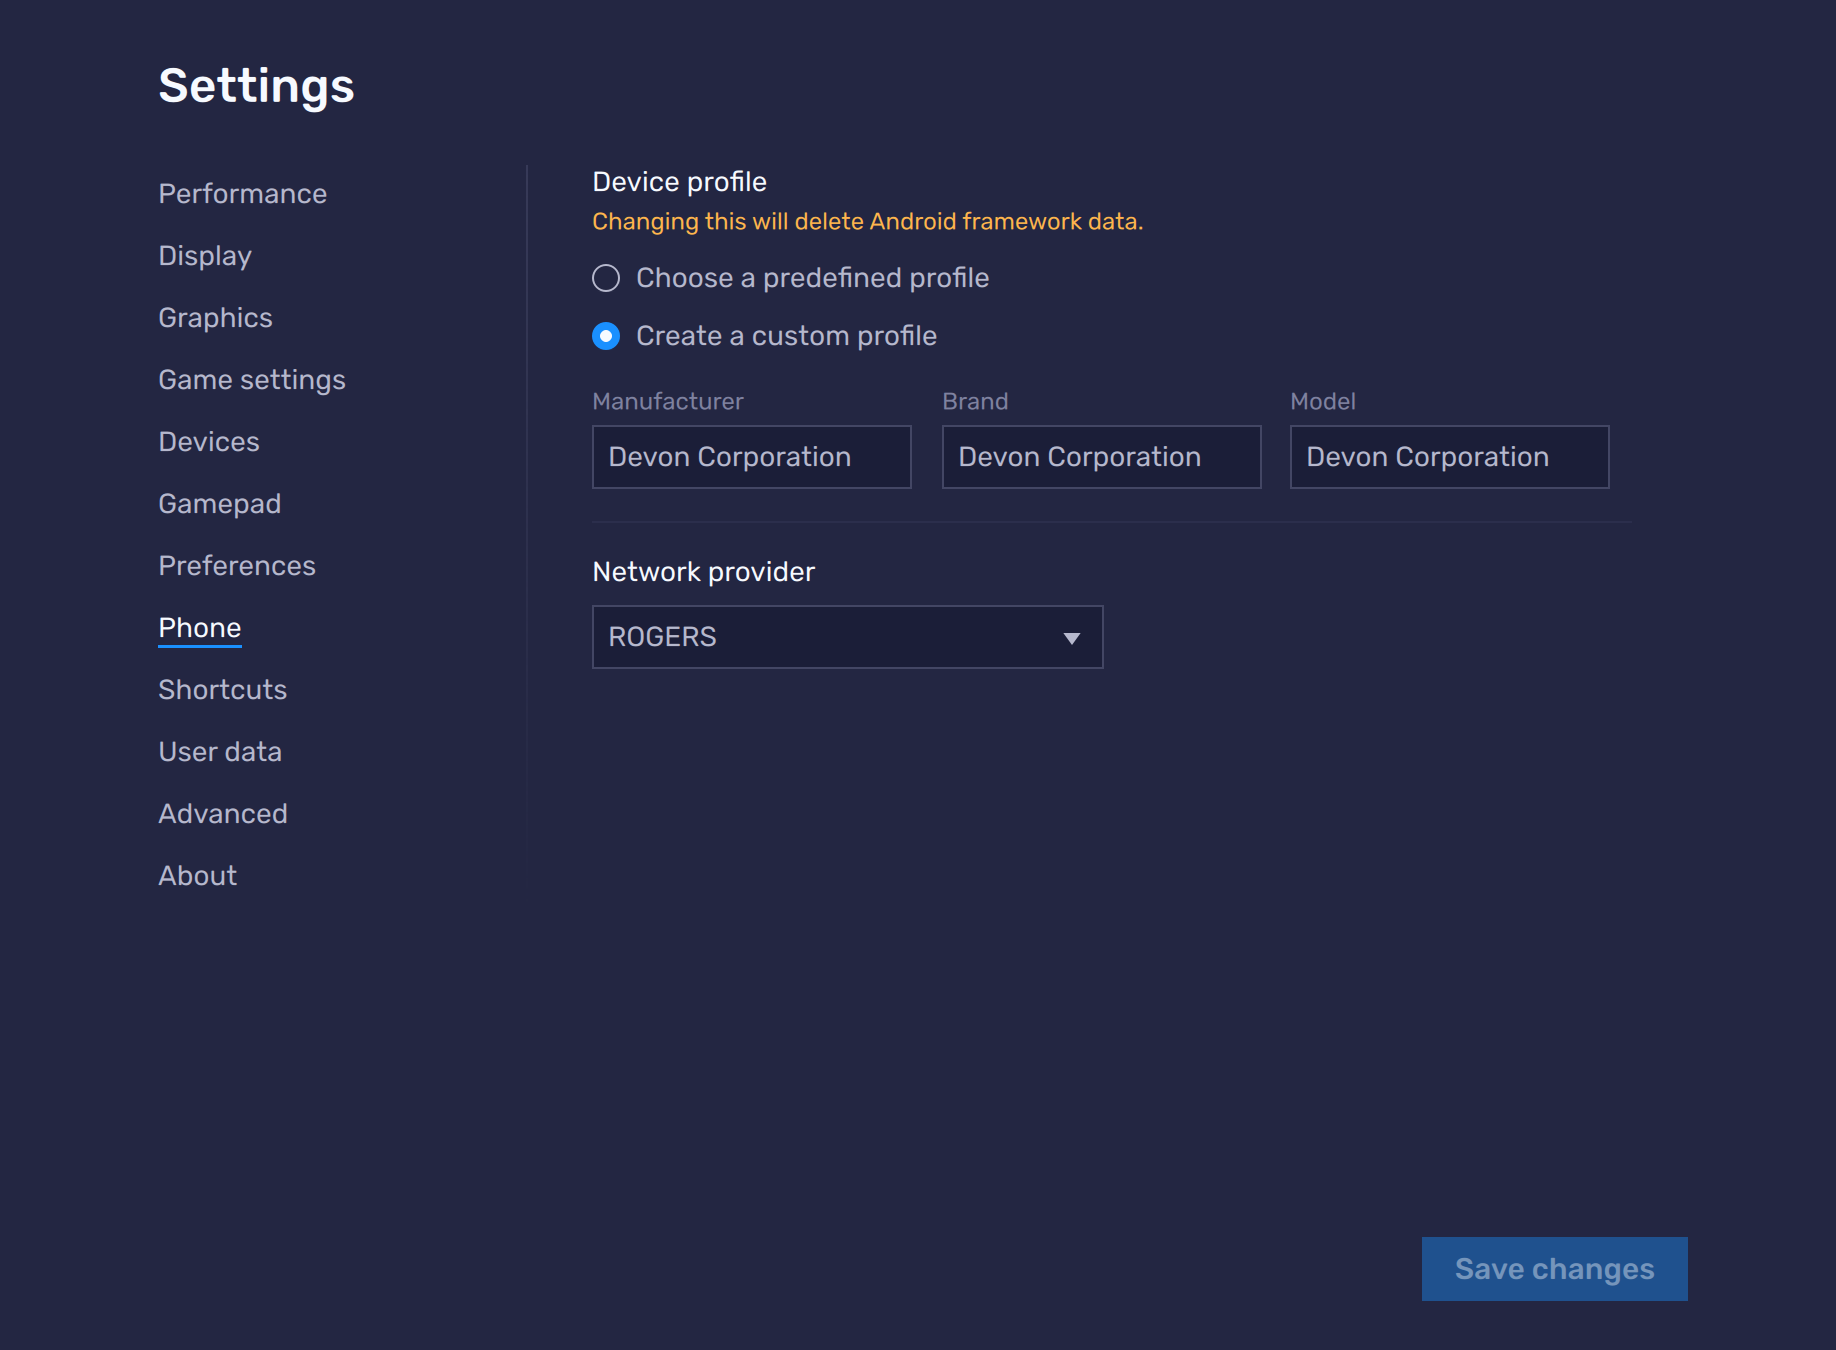 Settings
Performance
Display
Graphics
Game settings
Devices
Gamepad
Preferences
Phone
Shortcuts
User data
Advanced
About
Device profile
Changing this will delete Android framework data.
Choose a predefined profile
Create a custom profile
Manufacturer Brand Model
Devon Corporation Devon Corporation Devon Corporation
Network provider
ROGERS
Save changes